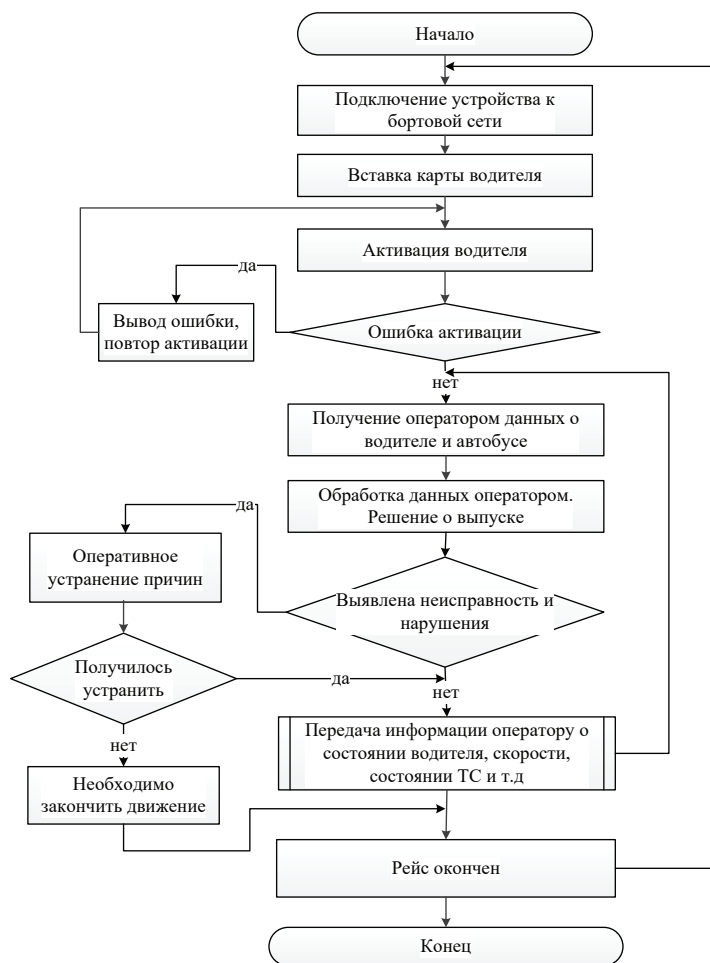 Начало
Подключение устройства к
бортовой сети
Вставка карты водителя
Активация водителя
да
Вывод ошибки,
повтор активации
Ошибка активации
нет
Получение оператором данных о
водителе и автобусе
Обработка данных оператором.
Решение о выпуске
да
Оперативное
устранение причин
Выявлена неисправность и
нарушения
Получилось
устранить
да
нет
нет
Передача информации оператору о
состоянии водителя, скорости,
состоянии ТС и т.д
Необходимо
закончить движение
Рейс окончен
Конец